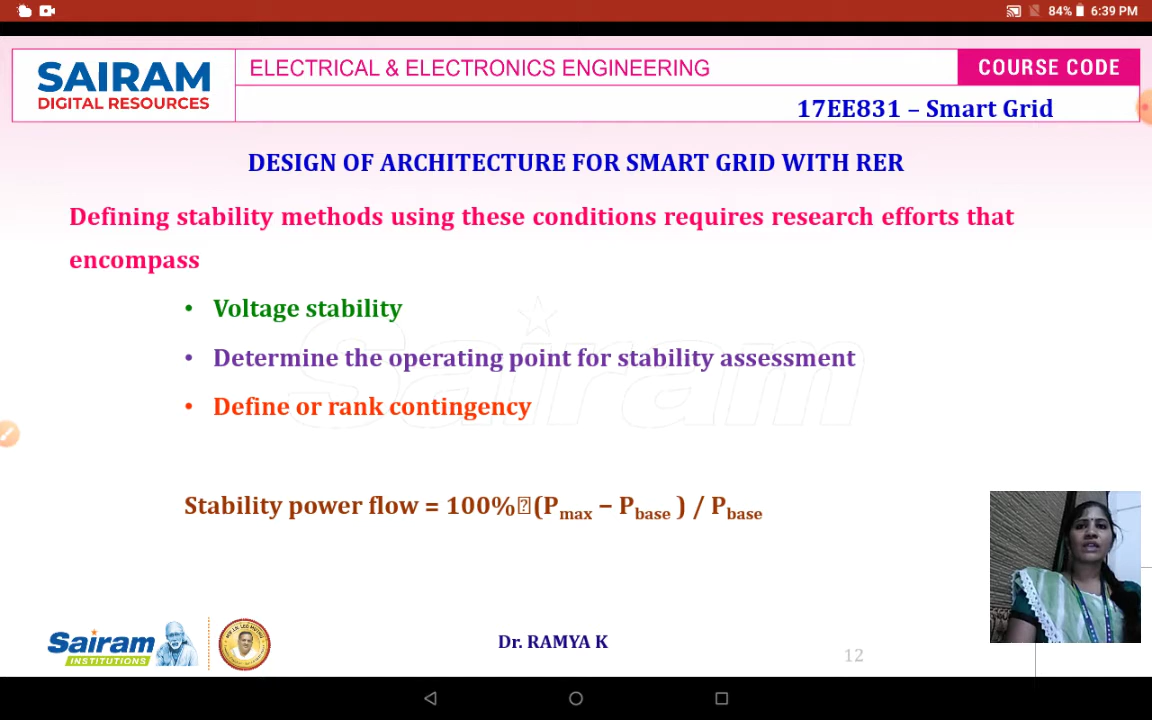 84% 6:39 PM
SAIRAM
DIGITAL RESOURCES
ELECTRICAL & ELECTRONICS ENGINEERING
COURSE CODE
17EE831 – Smart Grid
DESIGN OF ARCHITECTURE FOR SMART GRID WITH RER
Defining stability methods using these conditions requires research efforts that
encompass
• Voltage stability
• Determine the operating point for stability assessment
• Define or rank contingency
Sairam
Stability power flow = 100%⍰(Pmax – Pbase ) / Pbase
Sairam
INSTITUTIONS
Dr. RAMYA K
12